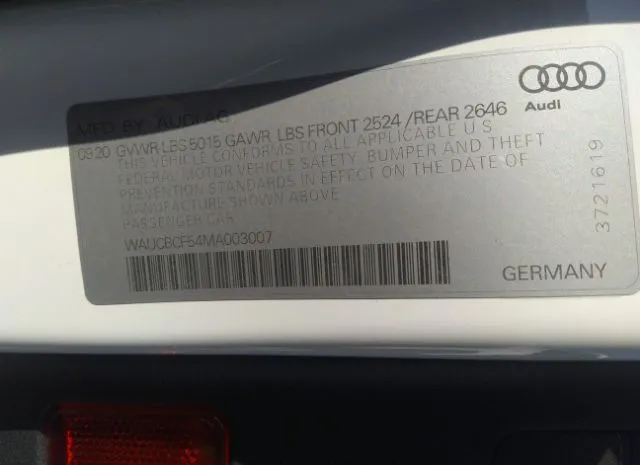 Audi
MFD BY AUDI AG
09.20 GVWR LBS 5015 GAWR LBS FRONT 2524 /REAR 2646
THIS VEHICLE CONFORMS TO ALL APPLICABLE U S
FEDERAL MOTOR VEHICLE SAFETY, BUMPER AND THEFT
PREVENTION STANDARDS IN EFFECT ON THE DATE OF
MANUFACTURE SHOWN ABOVE
PASSENGER CAR
WAUCBCF54MA003007
3721619
GERMANY